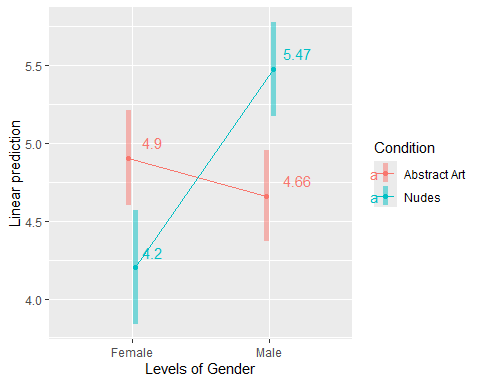 5.5
5.0
4.5
4.0
Linear prediction
4.9
4.2
5.47
4.66
Female
Male
Levels of Gender
Condition
a Abstract Art
a Nudes